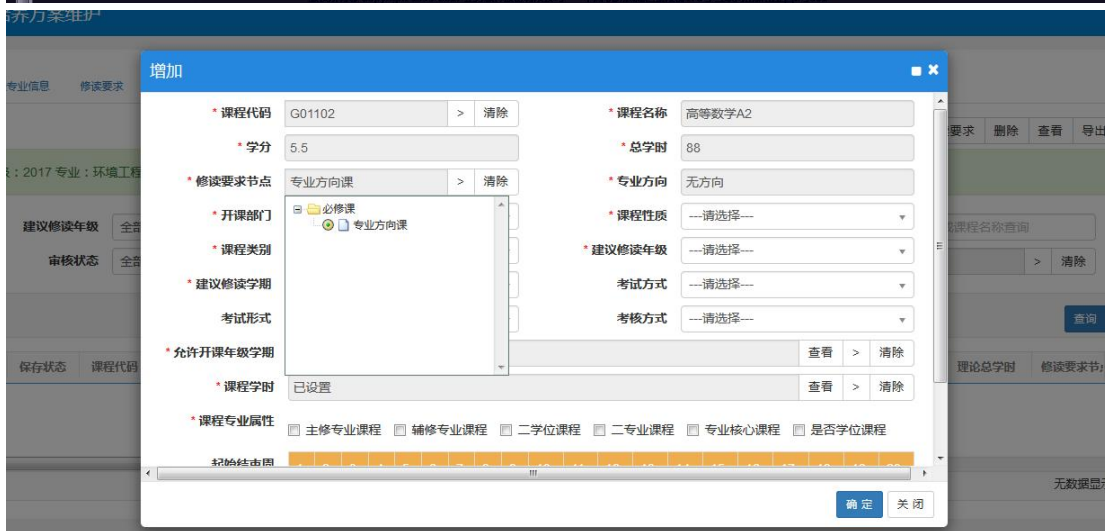 培养方案维护
专业信息 修读要求
增加
* 课程代码 G01102 > 清除 * 课程名称 高等数学A2
要求 删除 查看 导出
* 学分 5.5 * 总学时 88
：2017 专业：环境工程
* 修读要求节点 专业方向课 > 清除 * 专业方向 无方向
必修课
专业方向课
* 开课部门 * 课程性质 ---请选择---
建议修读年级 全部
课程名称查询
* 课程类别 * 建议修读年级 ---请选择---
审核状态 全部
> 清除
* 建议修读学期 考试方式 ---请选择---
考试形式 考核方式 ---请选择---
查询
* 允许开课年级学期 查看 > 清除
保存状态 课程代码
理论总学时 修读要求节
* 课程学时 已设置 查看 > 清除
* 课程专业属性 主修专业课程 辅修专业课程 二学位课程 二专业课程 专业核心课程 是否学位课程
起始结束周
无数据显示
确定 关闭